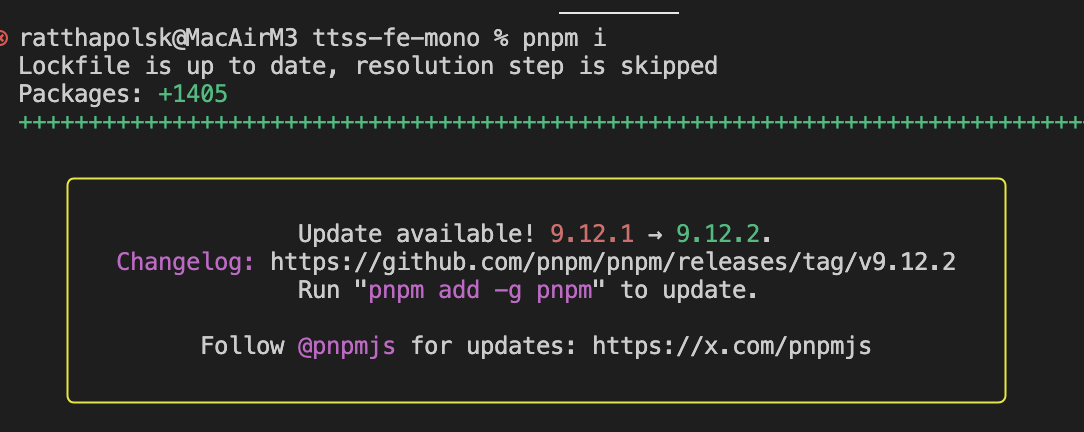 ratthapolsk@MacAirM3 ttss-fe-mono % pnpm i
Lockfile is up to date, resolution step is skipped
Packages: +1405
++++++++++++++++++++++++++++++++++++++++++++++++++++++++++++++++++++++++++++
Update available! 9.12.1 → 9.12.2.
Changelog: https://github.com/pnpm/pnpm/releases/tag/v9.12.2
Run "pnpm add -g pnpm" to update.
Follow @pnpmjs for updates: https://x.com/pnpmjs